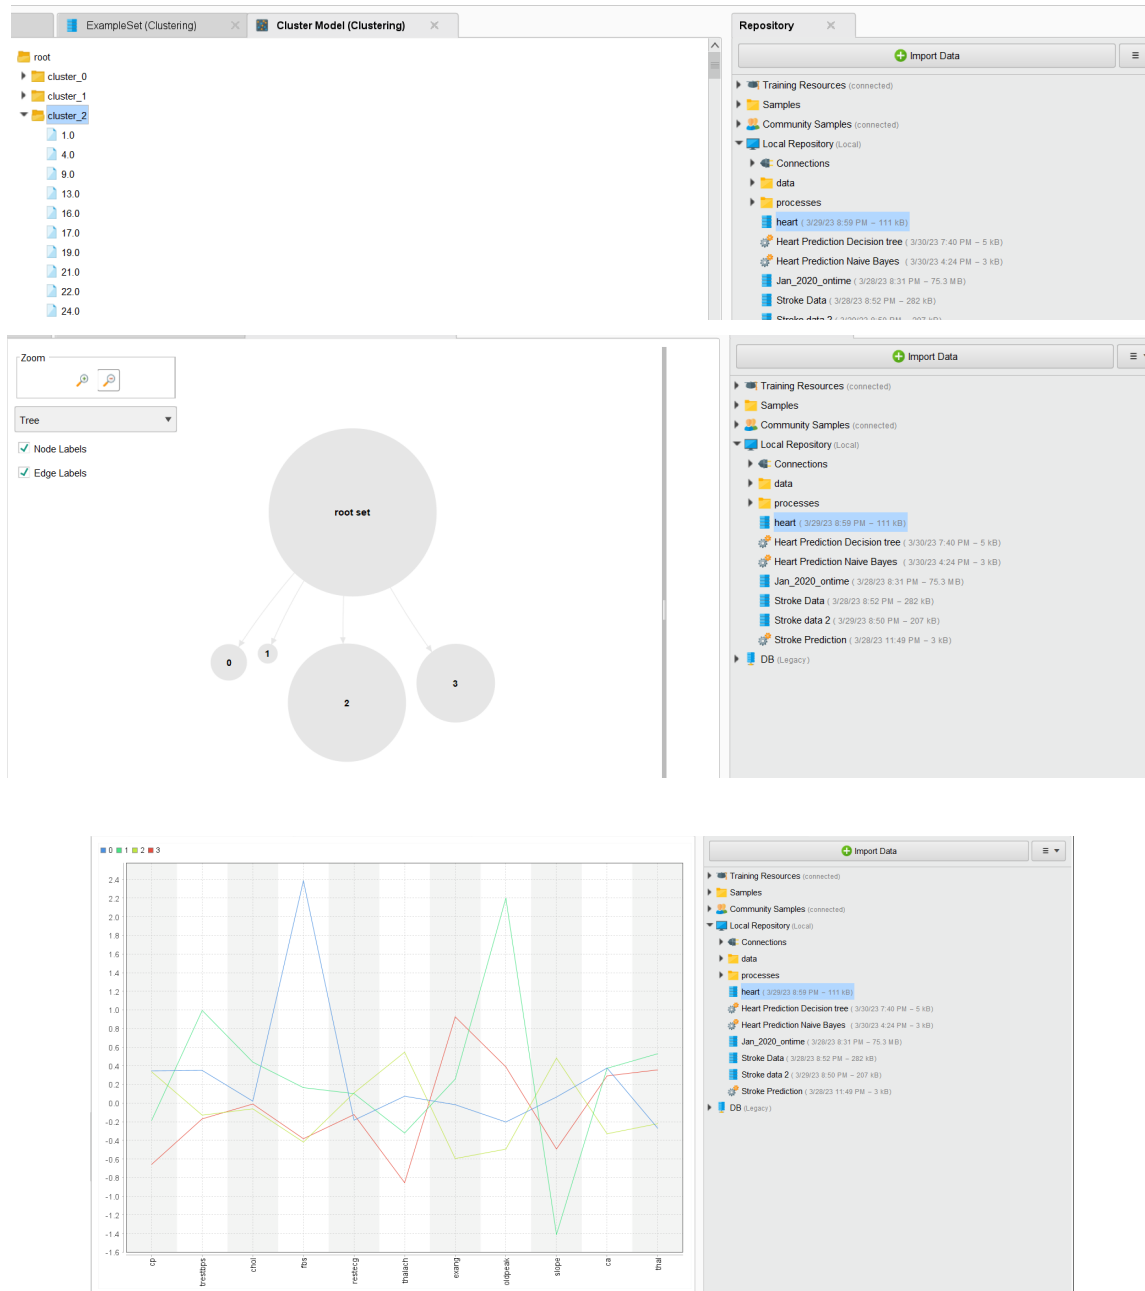 ExampleSet (Clustering)
Cluster Model (Clustering)
root
cluster_0
cluster_1
cluster_2
1.0
4.0
9.0
13.0
16.0
17.0
19.0
21.0
22.0
24.0
Repository
Import Data
Training Resources (connected)
Samples
Community Samples (connected)
Local Repository (Local)
Connections
data
processes
heart ( 3/29/23 8:59 PM – 111 kB)
Heart Prediction Decision tree ( 3/30/23 7:40 PM – 5 kB)
Heart Prediction Naive Bayes ( 3/30/23 4:24 PM – 3 kB)
Jan_2020_ontime ( 3/28/23 8:31 PM – 75.3 MB)
Stroke Data ( 3/28/23 8:52 PM – 282 kB)
Stroke data 2 ( 3/29/23 8:50 PM – 207 kB)
Zoom
Tree
Node Labels
Edge Labels
root set
0
1
2
3
Import Data
Training Resources (connected)
Samples
Community Samples (connected)
Local Repository (Local)
Connections
data
processes
heart ( 3/29/23 8:59 PM – 111 kB)
Heart Prediction Decision tree ( 3/30/23 7:40 PM – 5 kB)
Heart Prediction Naive Bayes ( 3/30/23 4:24 PM – 3 kB)
Jan_2020_ontime ( 3/28/23 8:31 PM – 75.3 MB)
Stroke Data ( 3/28/23 8:52 PM – 282 kB)
Stroke data 2 ( 3/29/23 8:50 PM – 207 kB)
Stroke Prediction ( 3/28/23 11:49 PM – 3 kB)
DB (Legacy)
0 1 2 3
2.4
2.2
2.0
1.8
1.6
1.4
1.2
1.0
0.8
0.6
0.4
0.2
0.0
-0.2
-0.4
-0.6
-0.8
-1.0
-1.2
-1.4
-1.6
cp
trestbps
chol
fbs
restecg
thalach
exang
oldpeak
slope
ca
thal
Import Data
Training Resources (connected)
Samples
Community Samples (connected)
Local Repository (Local)
Connections
data
processes
heart ( 3/29/23 8:59 PM – 111 kB)
Heart Prediction Decision tree ( 3/30/23 7:40 PM – 5 kB)
Heart Prediction Naive Bayes ( 3/30/23 4:24 PM – 3 kB)
Jan_2020_ontime ( 3/28/23 8:31 PM – 75.3 MB)
Stroke Data ( 3/28/23 8:52 PM – 282 kB)
Stroke data 2 ( 3/29/23 8:50 PM – 207 kB)
Stroke Prediction ( 3/28/23 11:49 PM – 3 kB)
DB (Legacy)